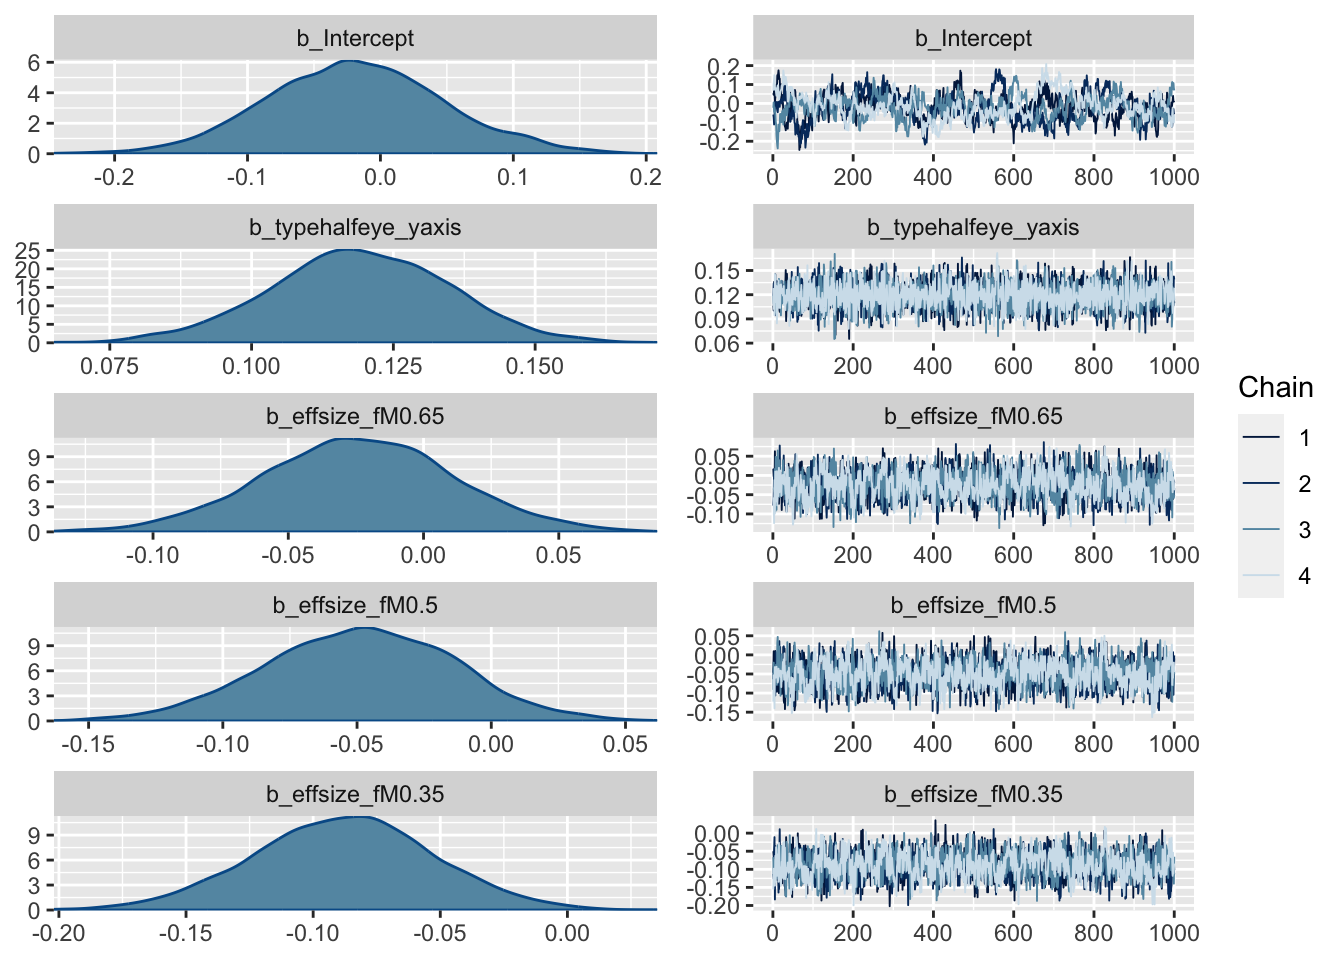 b_Intercept
6
4
2
0
-0.2 -0.1 0.0 0.1 0.2
b_Intercept
0.2
0.1
0.0
-0.1
-0.2
0 200 400 600 800 1000
b_typehalfeye_yaxis
25
20
15
10
5
0
0.075 0.100 0.125 0.150
b_typehalfeye_yaxis
0.15
0.12
0.09
0.06
0 200 400 600 800 1000
b_effsize_fM0.65
9
6
3
0
-0.10 -0.05 0.00 0.05
b_effsize_fM0.65
0.05
0.00
-0.05
-0.10
0 200 400 600 800 1000
b_effsize_fM0.5
9
6
3
0
-0.15 -0.10 -0.05 0.00 0.05
b_effsize_fM0.5
0.05
0.00
-0.05
-0.10
-0.15
0 200 400 600 800 1000
b_effsize_fM0.35
9
6
3
0
-0.20 -0.15 -0.10 -0.05 0.00
b_effsize_fM0.35
0.00
-0.05
-0.10
-0.15
-0.20
0 200 400 600 800 1000
Chain
1
2
3
4